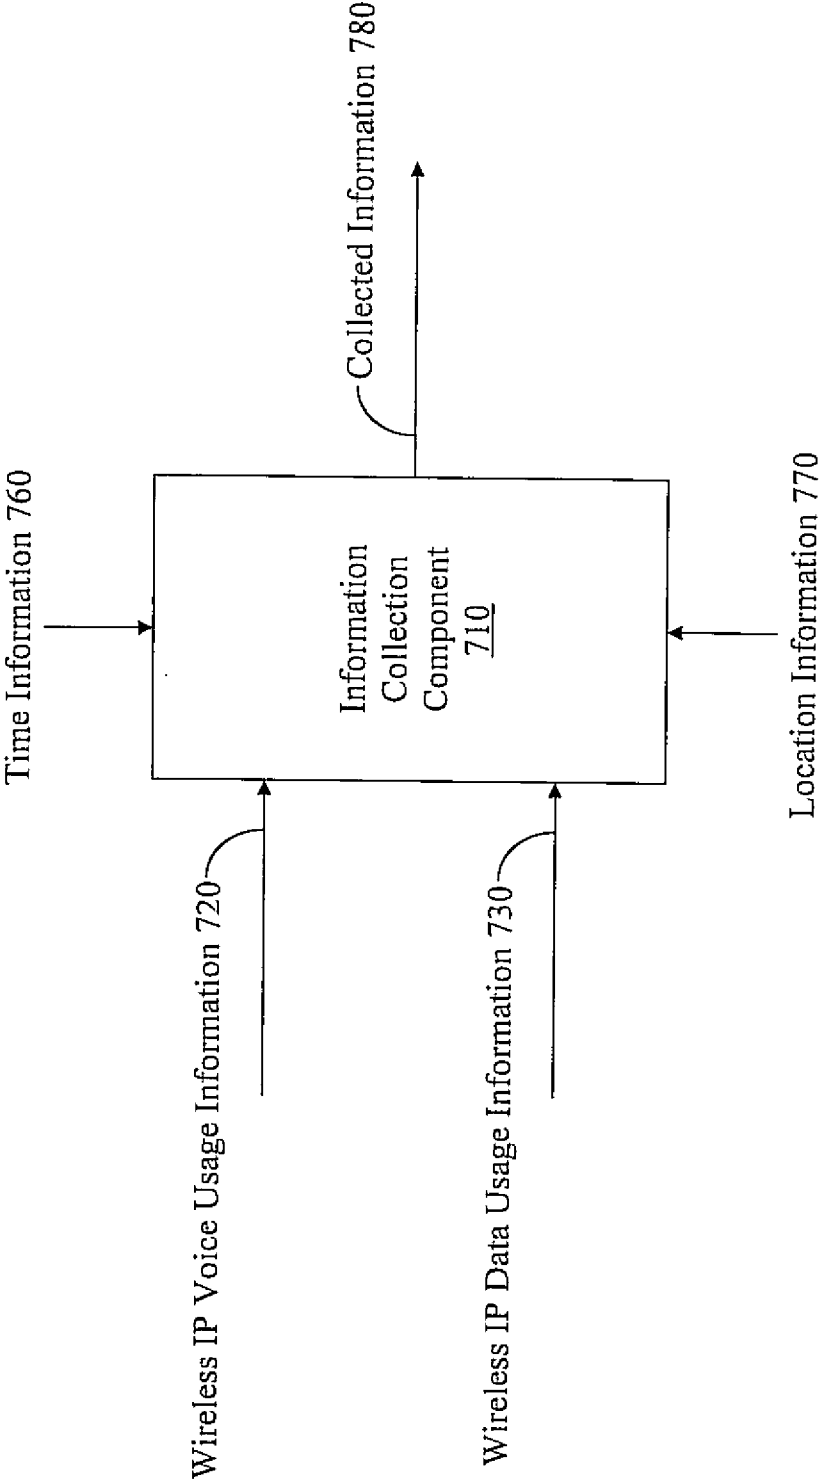 Time Information 760
Wireless IP Voice Usage Information 720
Wireless IP Data Usage Information 730
Information
Collection
Component
710
Collected Information 780
Location Information 770